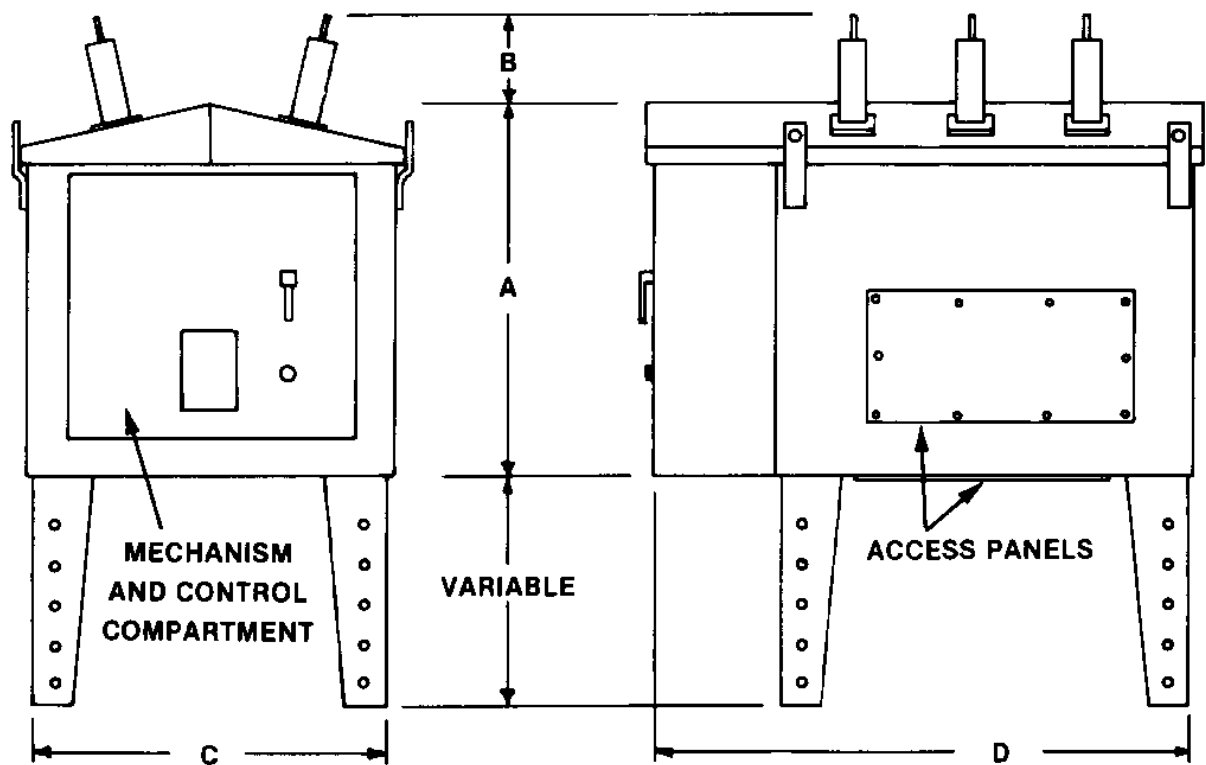 B
A
MECHANISM
AND CONTROL
COMPARTMENT
VARIABLE
ACCESS PANELS
C
D